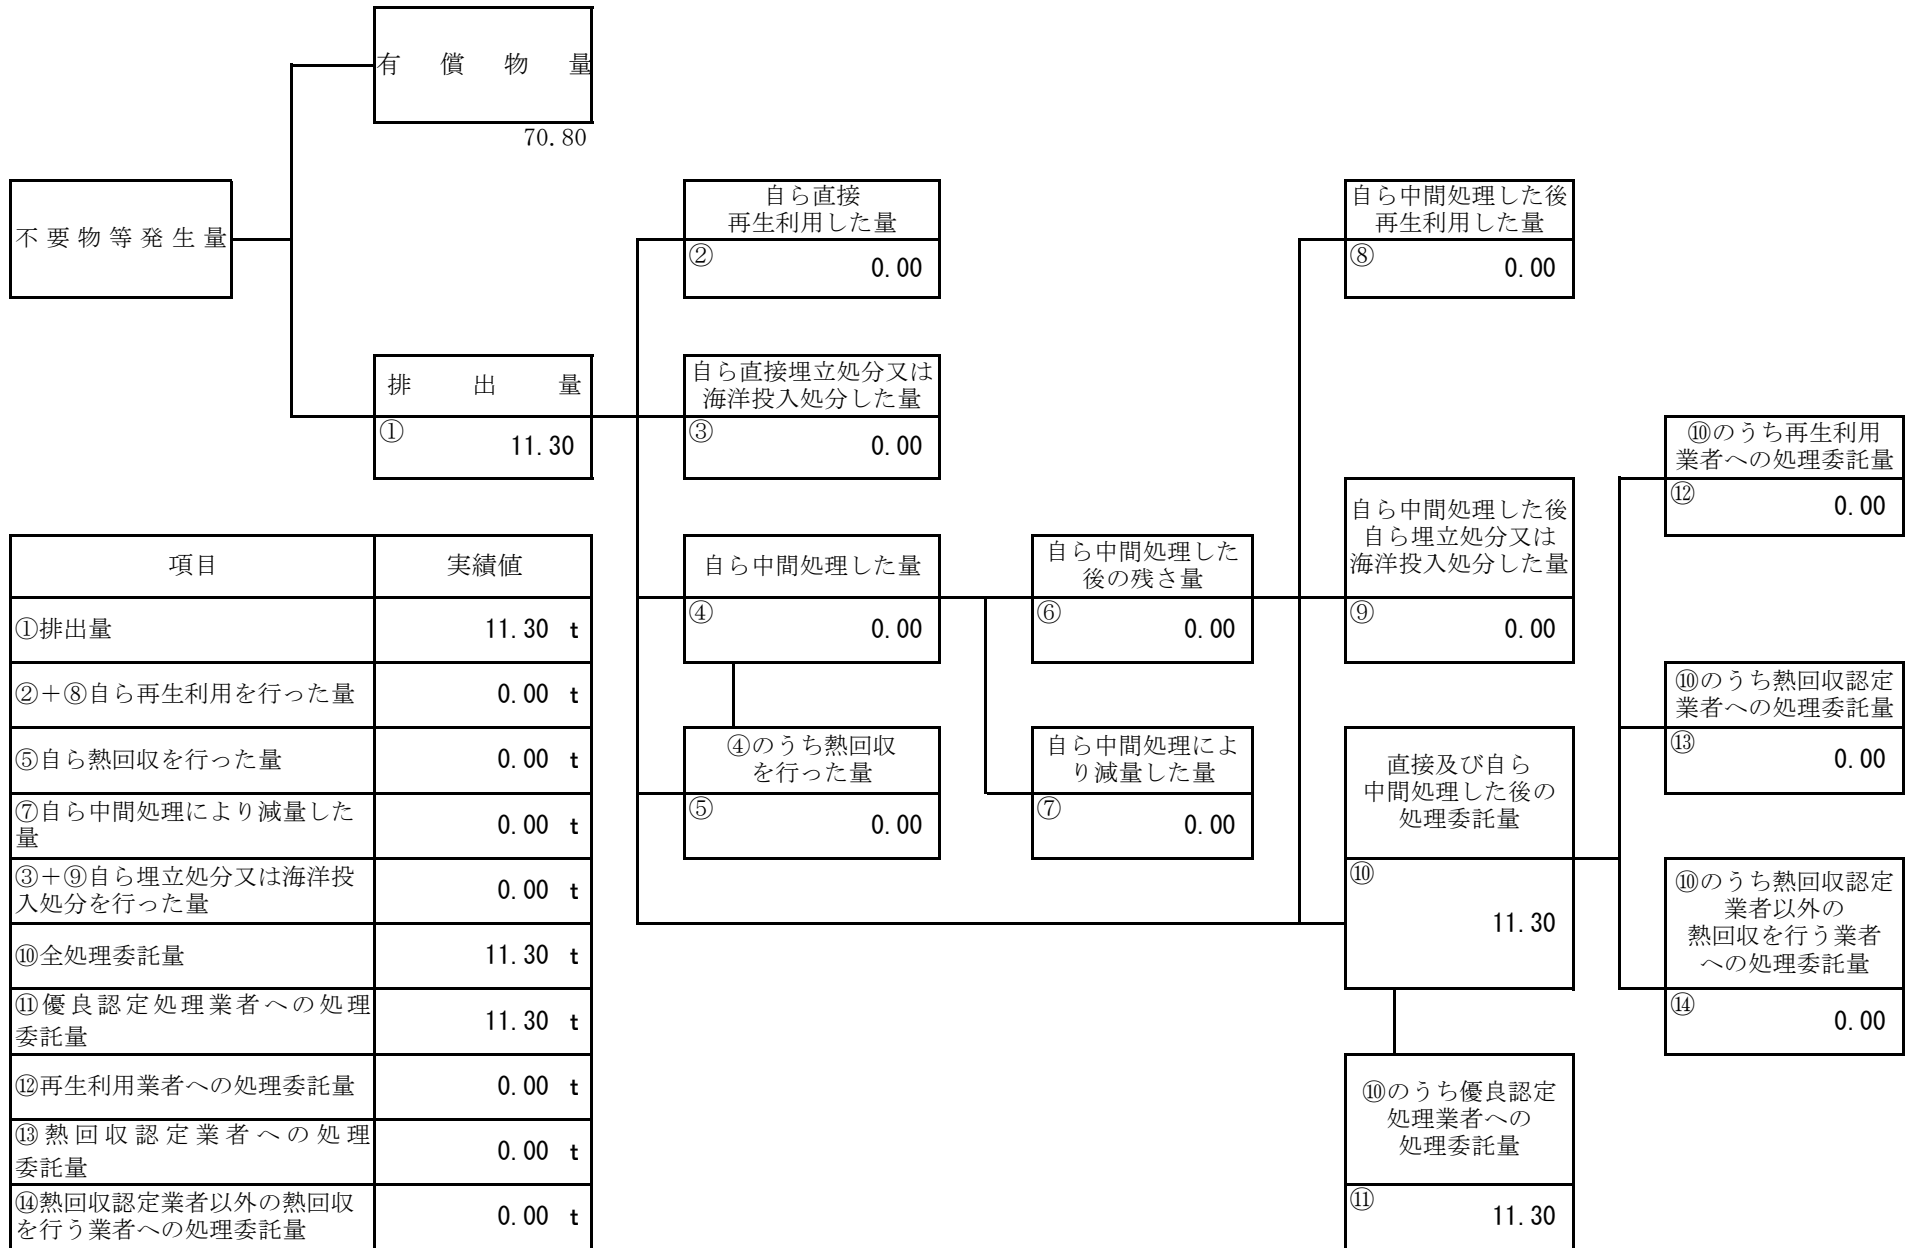 有償物量
70.80
不要物等発生量
排出量
①
11.30
自ら直接
再生利用した量
②
0.00
自ら直接埋立処分又は
海洋投入処分した量
③
0.00
自ら中間処理した量
④
0.00
④のうち熱回収
を行った量
⑤
0.00
自ら中間処理した
後の残さ量
⑥
0.00
自ら中間処理によ
り減量した量
⑦
0.00
自ら中間処理した後
再生利用した量
⑧
0.00
自ら中間処理した後
自ら埋立処分又は
海洋投入処分した量
⑨
0.00
直接及び自ら
中間処理した後の
処理委託量
⑩
11.30
⑩のうち優良認定
処理業者への
処理委託量
⑪
11.30
⑩のうち再生利用
業者への処理委託量
⑫
0.00
⑩のうち熱回収認定
業者への処理委託量
⑬
0.00
⑩のうち熱回収認定
業者以外の
熱回収を行う業者
への処理委託量
⑭
0.00
項目 実績値
①排出量 11.30 t
②＋⑧自ら再生利用を行った量 0.00 t
⑤自ら熱回収を行った量 0.00 t
⑦自ら中間処理により減量した
量
0.00 t
③＋⑨自ら埋立処分又は海洋投
入処分を行った量
0.00 t
⑩全処理委託量 11.30 t
⑪優良認定処理業者への処理
委託量
11.30 t
⑫再生利用業者への処理委託量 0.00 t
⑬熱回収認定業者への処理
委託量
0.00 t
⑭熱回収認定業者以外の熱回収
を行う業者への処理委託量
0.00 t